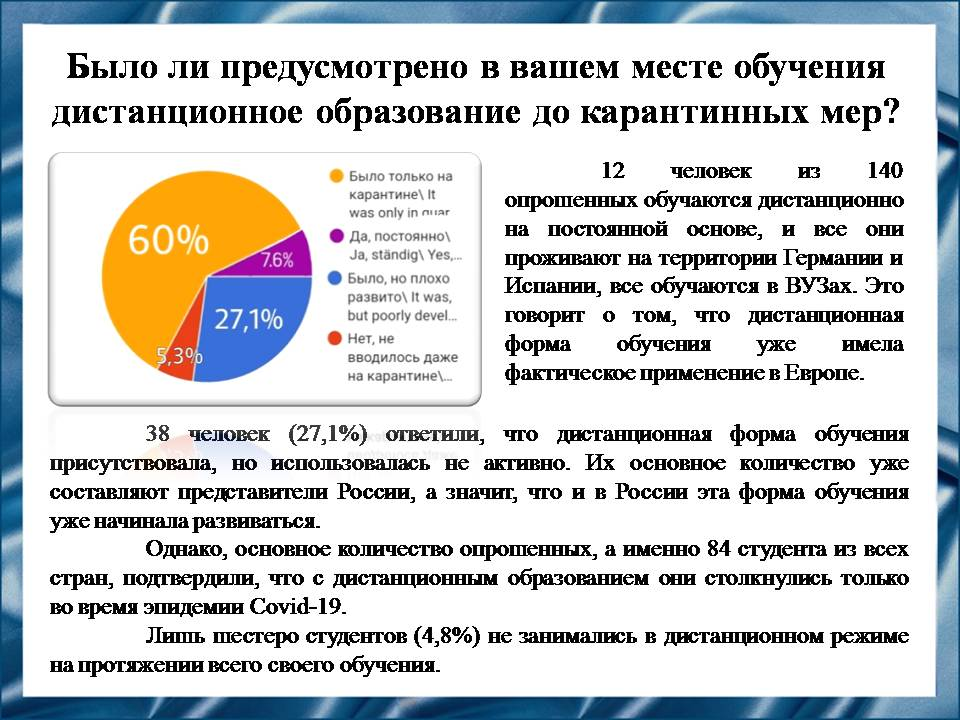 Было ли предусмотрено в вашем месте обучения
дистанционное образование до карантинных мер?
60%
7.6%
27,1%
5,3%
Было только на
карантине\ It
was only in quar
Да, постоянно\
Ja, ständig\ Yes,...
Было, но плохо
развито\ It was,
but poorly devel...
Нет, не
вводилось даже
на карантине\...
12 человек из 140
опрошенных обучаются дистанционно
на постоянной основе, и все они
проживают на территории Германии и
Испании, все обучаются в ВУЗах. Это
говорит о том, что дистанционная
форма обучения уже имела
фактическое применение в Европе.
38 человек (27,1%) ответили, что дистанционная форма обучения
присутствовала, но использовалась не активно. Их основное количество уже
составляют представители России, а значит, что и в России эта форма обучения
уже начинала развиваться.
Однако, основное количество опрошенных, а именно 84 студента из всех
стран, подтвердили, что с дистанционным образованием они столкнулись только
во время эпидемии Covid-19.
Лишь шестеро студентов (4,8%) не занимались в дистанционном режиме
на протяжении всего своего обучения.